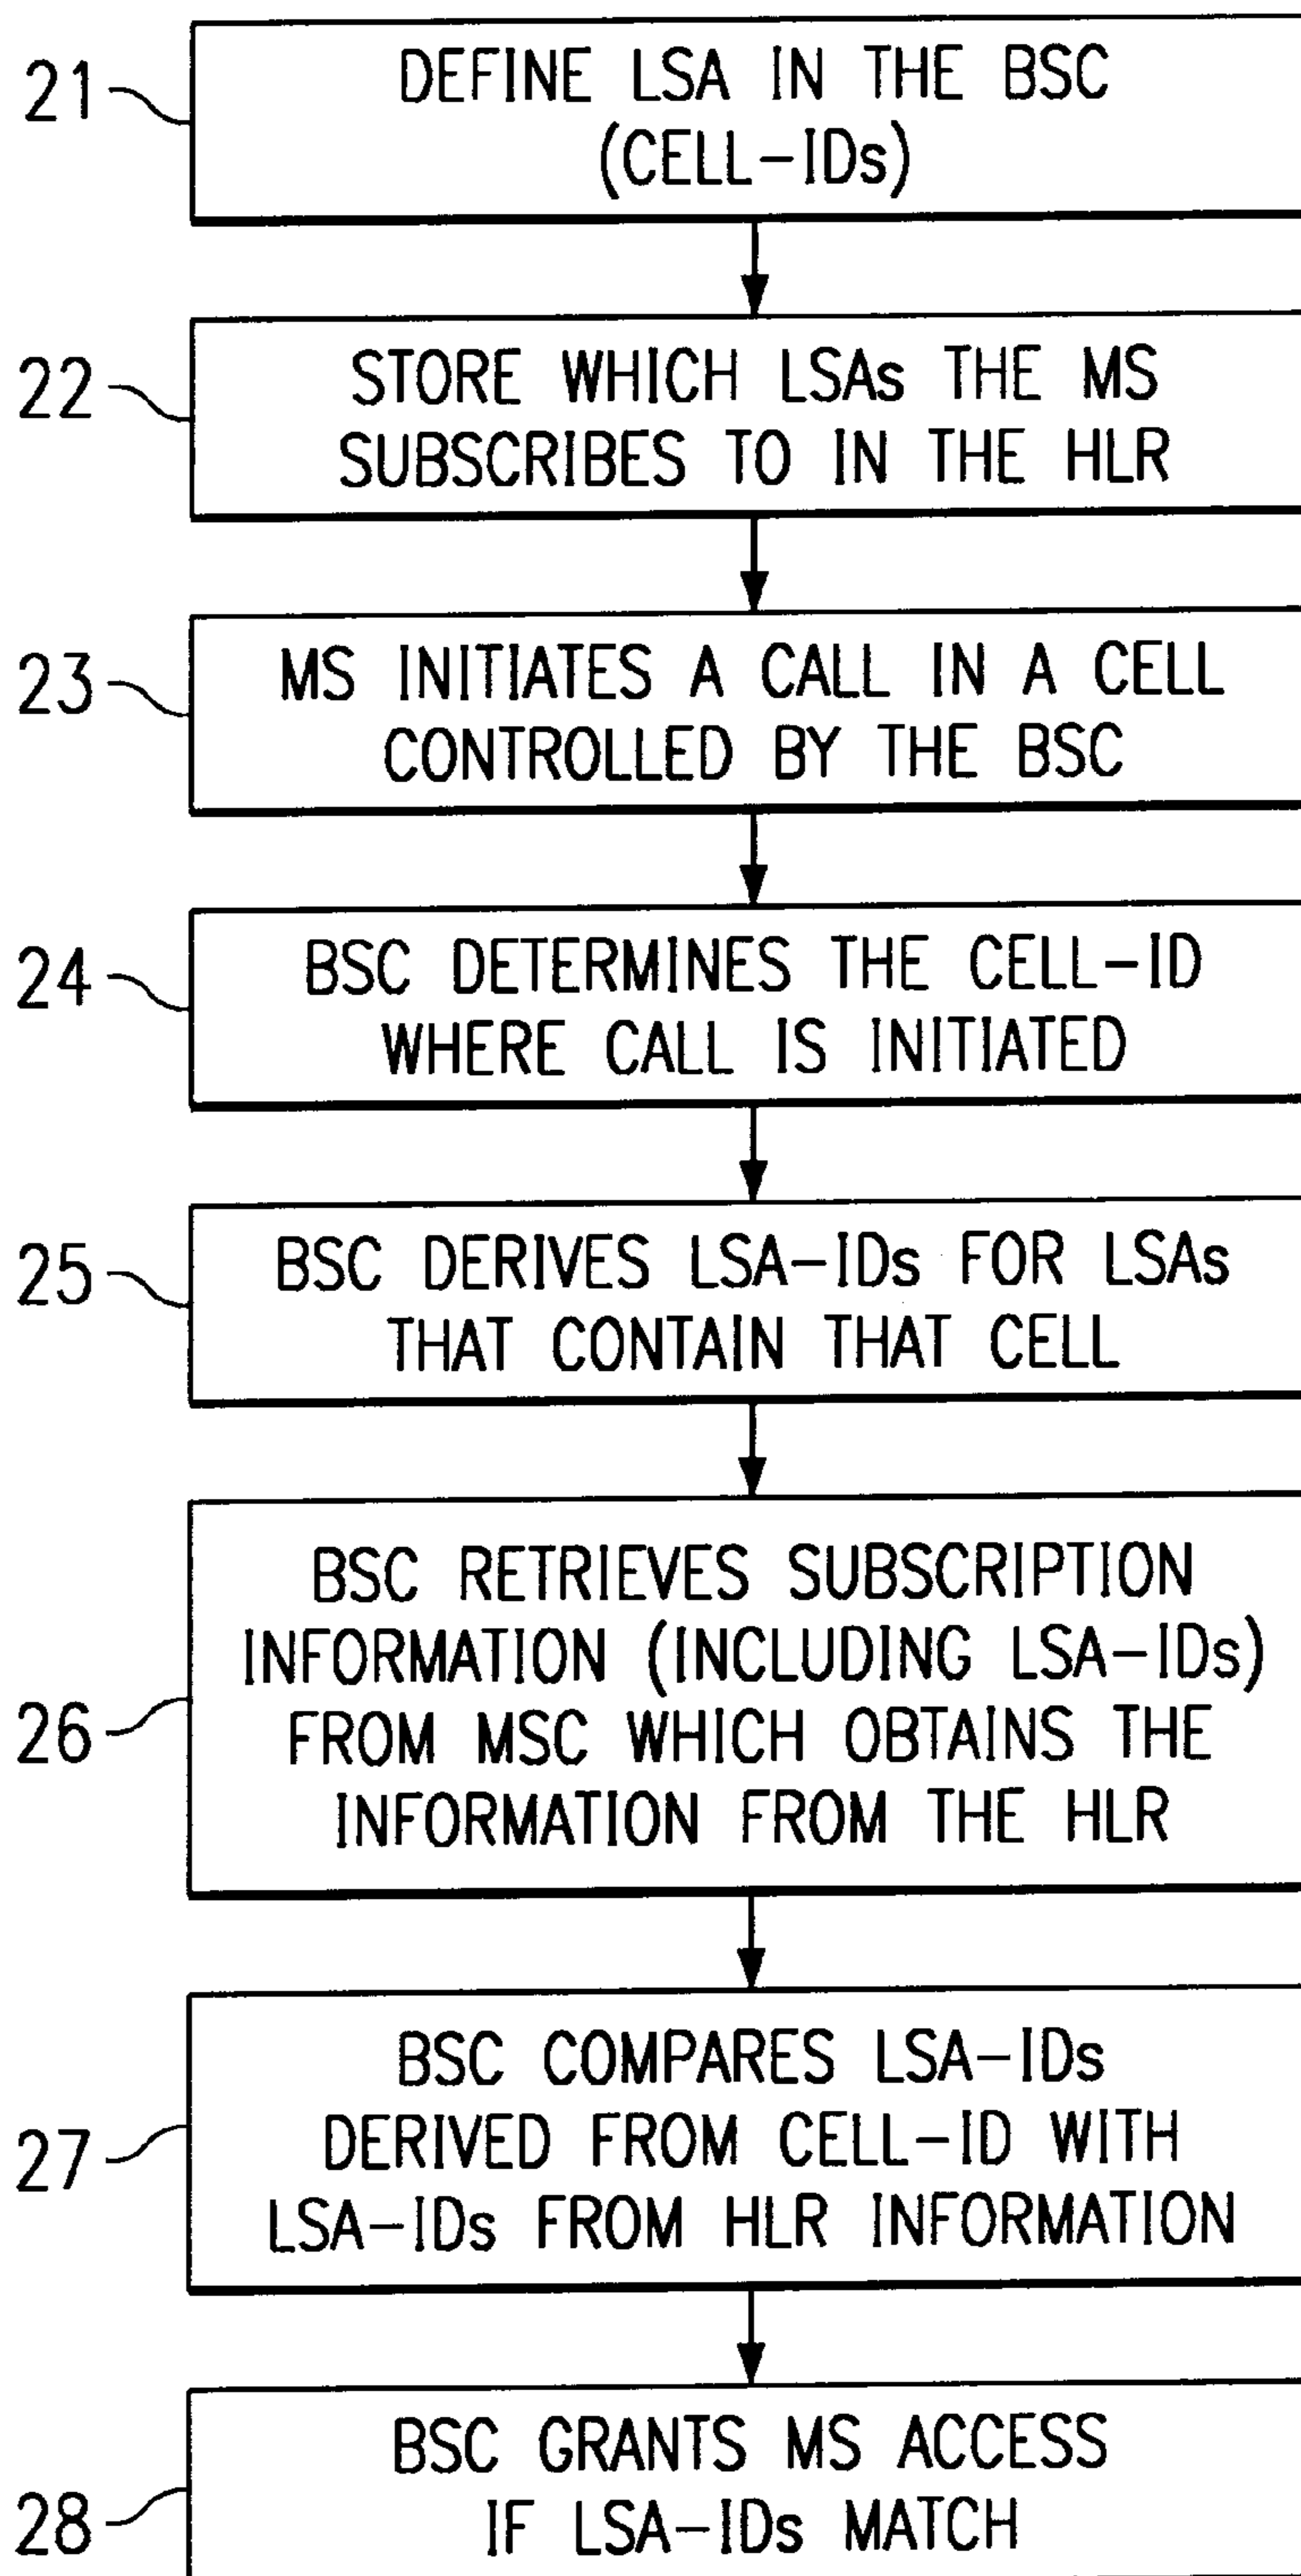 21
DEFINE LSA IN THE BSC
(CELL-IDs)
22
STORE WHICH LSAs THE MS
SUBSCRIBES TO IN THE HLR
23
MS INITIATES A CALL IN A CELL
CONTROLLED BY THE BSC
24
BSC DETERMINES THE CELL-ID
WHERE CALL IS INITIATED
25
BSC DERIVES LSA-IDs FOR LSAs
THAT CONTAIN THAT CELL
26
BSC RETRIEVES SUBSCRIPTION
INFORMATION (INCLUDING LSA-IDs)
FROM MSC WHICH OBTAINS THE
INFORMATION FROM THE HLR
27
BSC COMPARES LSA-IDs
DERIVED FROM CELL-ID WITH
LSA-IDs FROM HLR INFORMATION
28
BSC GRANTS MS ACCESS
IF LSA-IDs MATCH